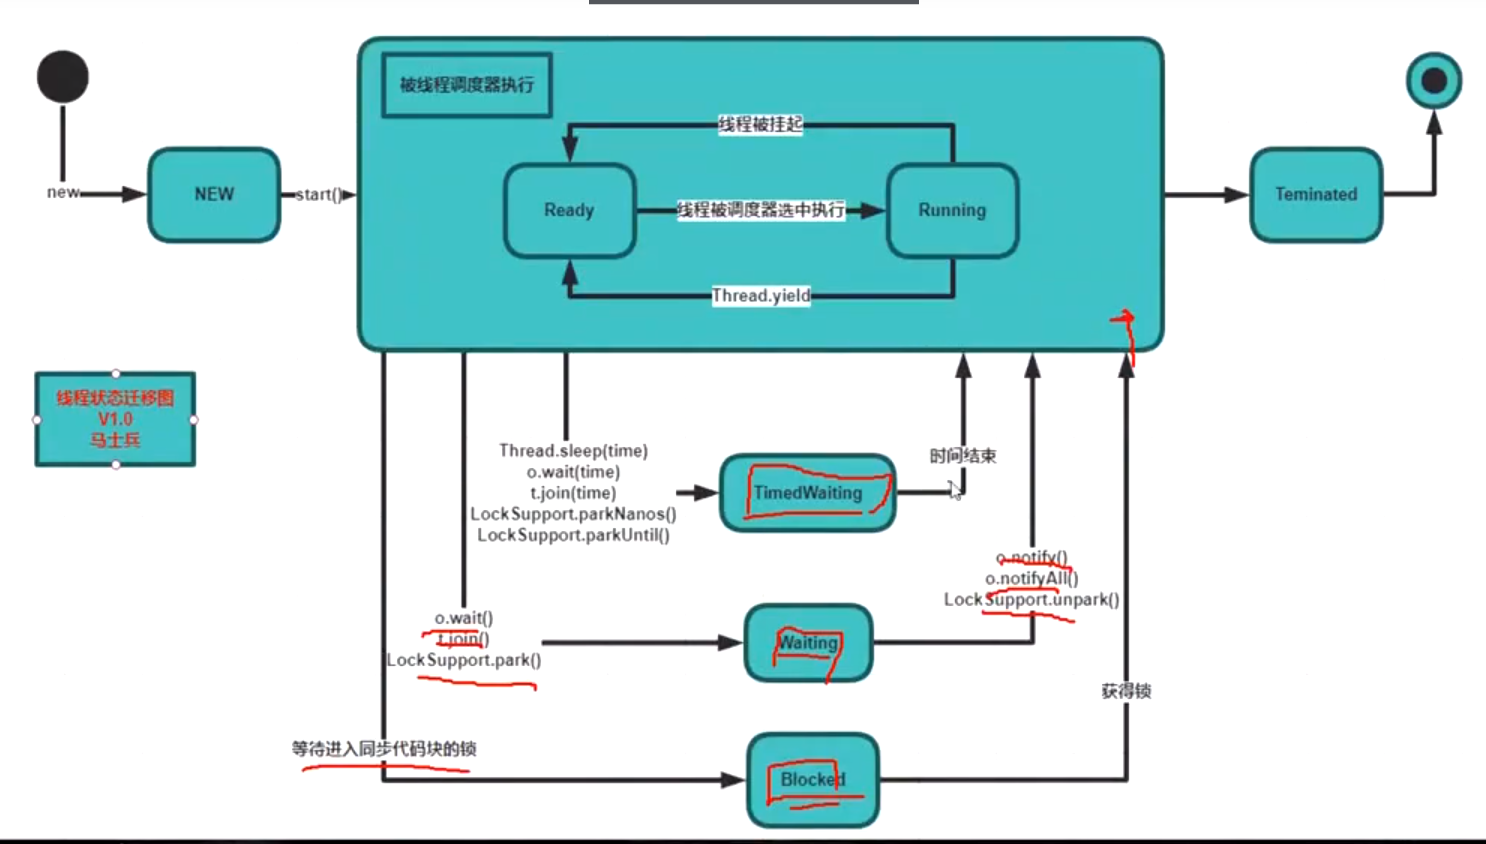 被线程调度器执行
线程被挂起
new
NEW
start()
Ready
线程被调度器选中执行
Running
Teminated
Thread.yield
线程状态迁移图
V1.0
马士兵
Thread.sleep(time)
o.wait(time)
t.join(time)
LockSupport.parkNanos()
LockSupport.parkUntil()
TimedWaiting
时间结束
o.wait()
t.join()
LockSupport.park()
Waiting
o.notify()
o.notifyAll()
LockSupport.unpark()
等待进入同步代码块的锁
Blocked
获得锁